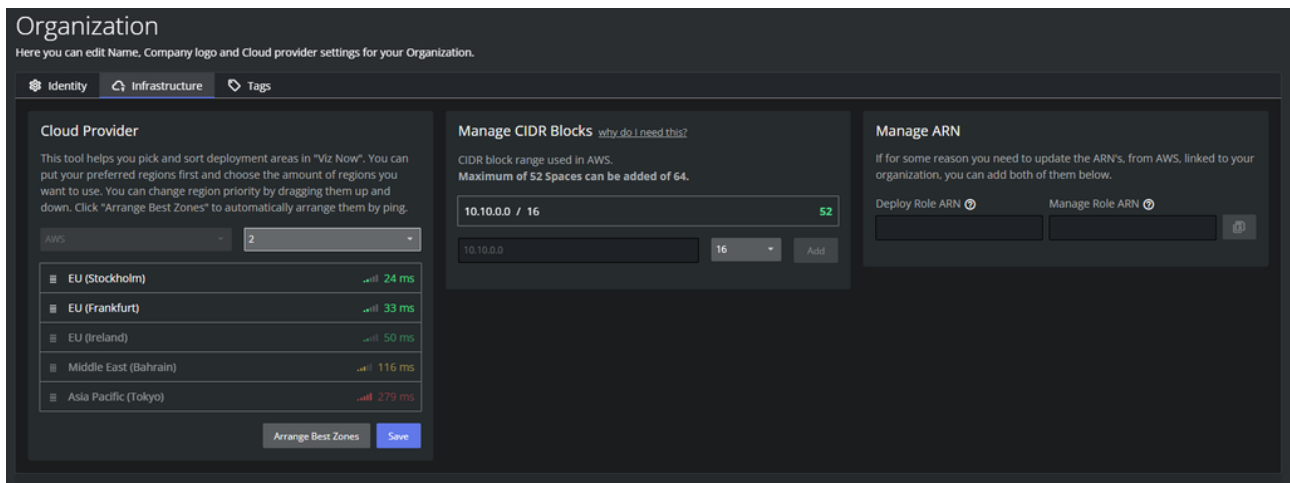 Organization
Here you can edit Name, Company logo and Cloud provider settings for your Organization.
Identity
Infrastructure
Tags
Cloud Provider
This tool helps you pick and sort deployment areas in "Viz Now". You can
put your preferred regions first and choose the amount of regions you
want to use. You can change region priority by dragging them up and
down. Click "Arrange Best Zones" to automatically arrange them by ping.
AWS
2
EU (Stockholm) 24 ms
EU (Frankfurt) 33 ms
EU (Ireland) 50 ms
Middle East (Bahrain) 116 ms
Asia Pacific (Tokyo) 279 ms
Arrange Best Zones
Save
Manage CIDR Blocks why do I need this?
CIDR block range used in AWS.
Maximum of 52 Spaces can be added of 64.
10.10.0.0 / 16 52
10.10.0.0 16 Add
Manage ARN
If for some reason you need to update the ARN's, from AWS, linked to your
organization, you can add both of them below.
Deploy Role ARN
Manage Role ARN